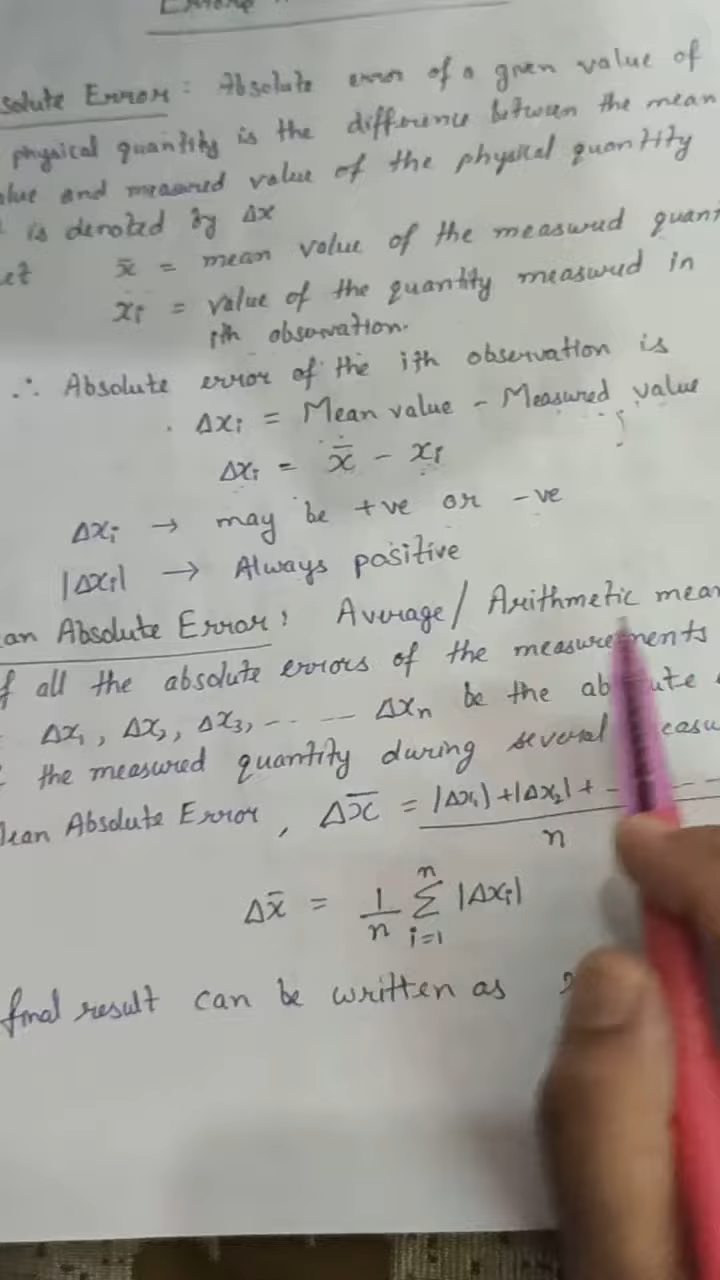 Errors
solute Error : Absolute error of a given value of
physical quantity is the difference between the mean
alue and measured value of the physical quantity
is denoted by Δx
et x̄ = mean value of the measured quanti
xi = value of the quantity measured in
ith observation.
∴ Absolute error of the ith observation is
Δxi = Mean value - Measured value
Δxi = x̄ - xi
Δxi → may be +ve or -ve
|Δxi| → Always positive
an Absolute Error : Average / Arithmetic mean
f all the absolute errors of the measurements
Δx1, Δx2, Δx3, ---- --- Δxn be the
the measured quantity during several
Mean Absolute Error, Δx̄ = |Δx1| + |Δx2| + - - -
n
Δx̄ = 1/n Σ |Δxi|
n
i=1
final result can be written as